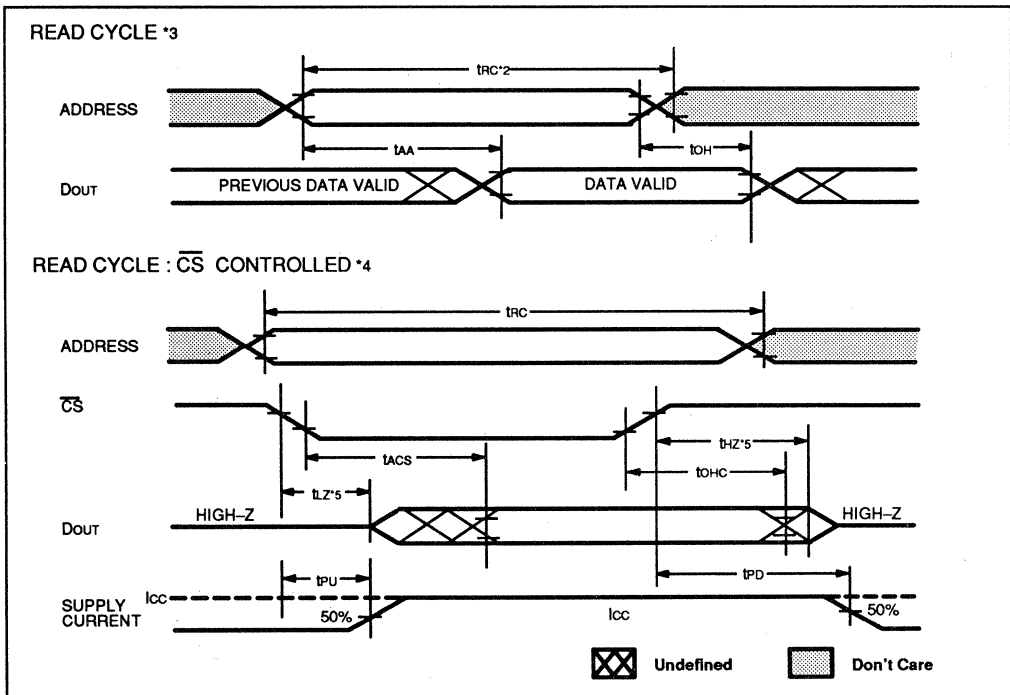 READ CYCLE *3
tRC*2
ADDRESS
tAA
tOH
DOUT
PREVIOUS DATA VALID
DATA VALID
READ CYCLE : C̅S̅ CONTROLLED *4
tRC
ADDRESS
C̅S̅
tHZ*5
tACS
tOHC
tLZ*5
HIGH–Z
HIGH–Z
DOUT
tPU
tPD
ICC
SUPPLY
CURRENT
50%
ICC
50%
Undefined
Don't Care